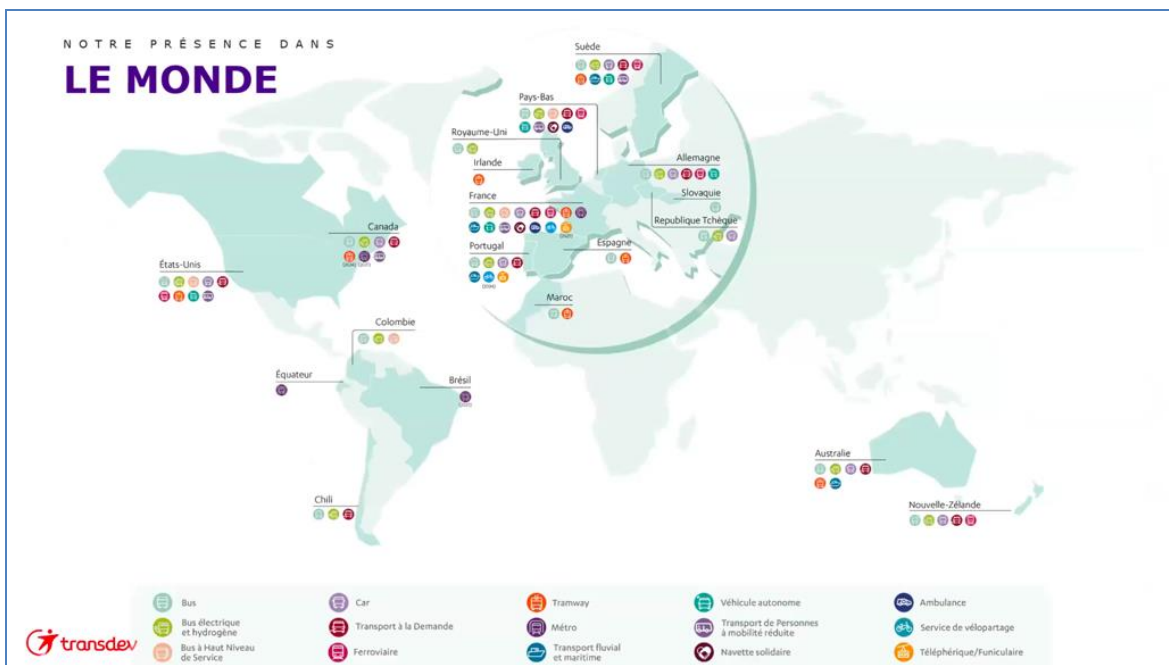 NOTRE PRÉSENCE DANS
LE MONDE
Suède
Pays-Bas
Royaume-Uni
Irlande
Allemagne
Slovaquie
France
Republique Tchèque
Portugal
Espagne
Maroc
Canada
États-Unis
Colombie
Équateur
Brésil
Chili
Australie
Nouvelle-Zélande
Bus
Bus électrique
et hydrogène
Bus à Haut Niveau
de Service
Car
Transport à la Demande
Ferroviaire
Tramway
Métro
Transport fluvial
et maritime
Véhicule autonome
Transport de Personnes
à mobilité réduite
Navette solidaire
Ambulance
Service de vélopartage
Téléphérique/Funiculaire
transdev